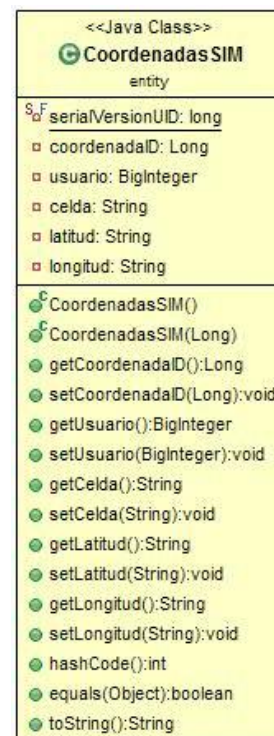 <<Java Class>>
C CoordenadasSIM
entity
S F serialVersionUID: long
coordenadaID: Long
usuario: BigInteger
celda: String
latitud: String
longitud: String
C CoordenadasSIM()
C CoordenadasSIM(Long)
getCoordenadaID():Long
setCoordenadaID(Long):void
getUsuario():BigInteger
setUsuario(BigInteger):void
getCelda():String
setCelda(String):void
getLatitud():String
setLatitud(String):void
getLongitud():String
setLongitud(String):void
hashCode():int
equals(Object):boolean
toString():String